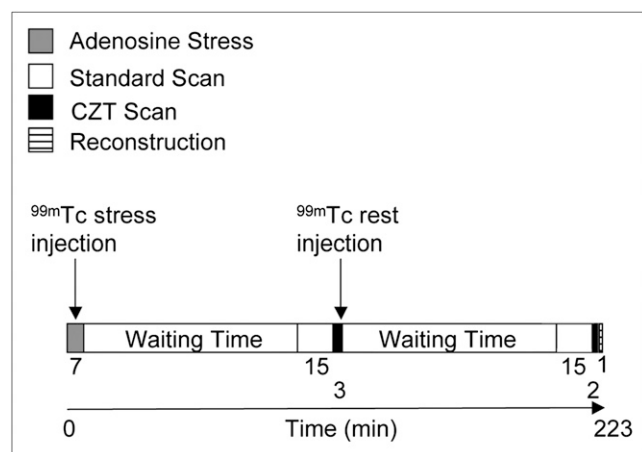 Adenosine Stress
Standard Scan
CZT Scan
Reconstruction
⁹⁹ᵐTc stress
injection
⁹⁹ᵐTc rest
injection
Waiting Time
Waiting Time
7
15
15
1
3
2
0
Time (min)
223